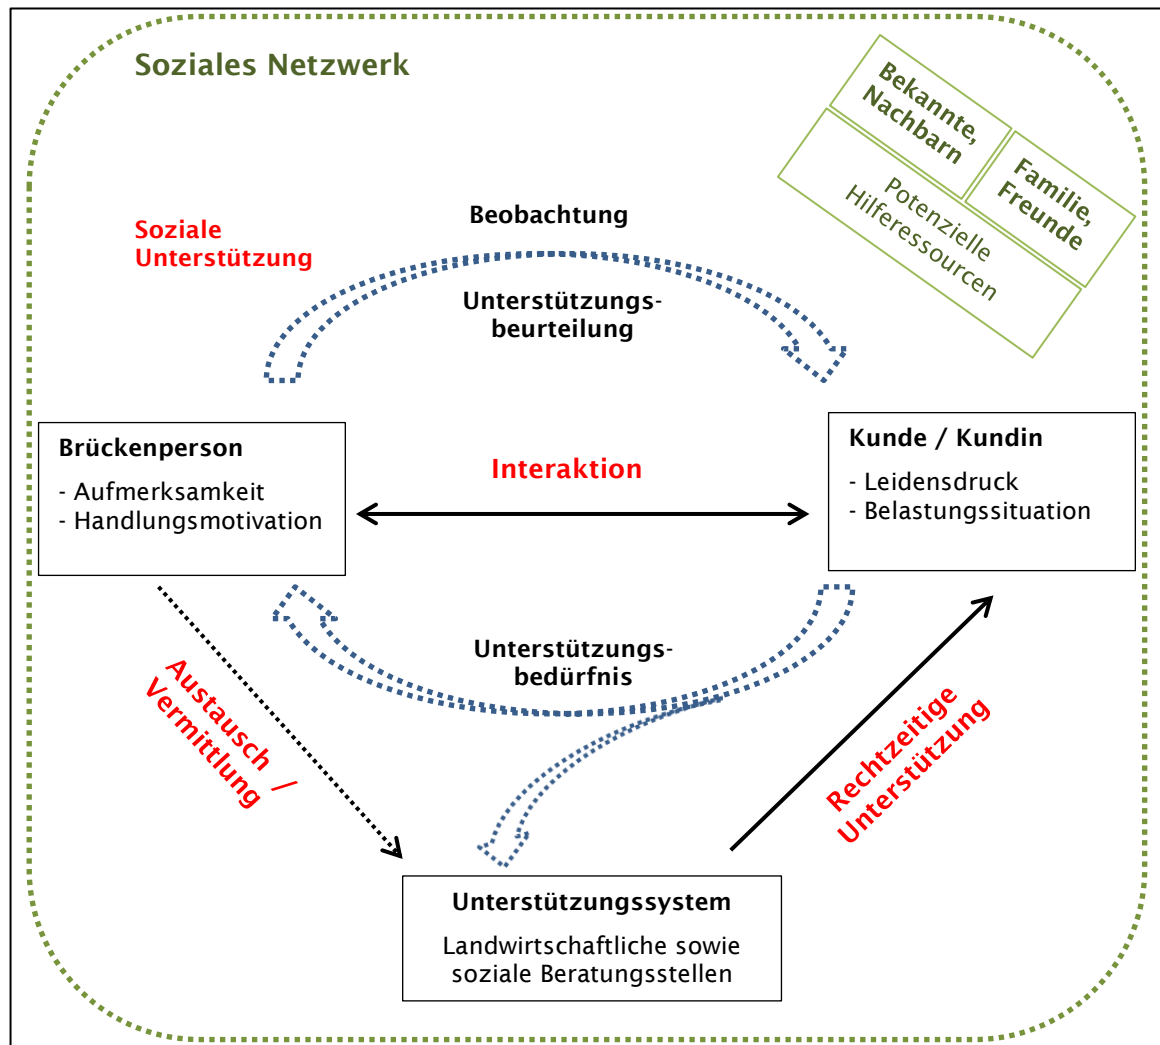 Soziales Netzwerk
Bekannte,
Nachbarn
Familie,
Freunde
Potenzielle
Hilferessourcen
Soziale
Unterstützung
Beobachtung
Unterstützungs-
beurteilung
Brückenperson
- Aufmerksamkeit
- Handlungsmotivation
Interaktion
Kunde / Kundin
- Leidensdruck
- Belastungssituation
Unterstützungs-
bedürfnis
Austausch /
Vermittlung
Rechtzeitige
Unterstützung
Unterstützungssystem
Landwirtschaftliche sowie
soziale Beratungsstellen